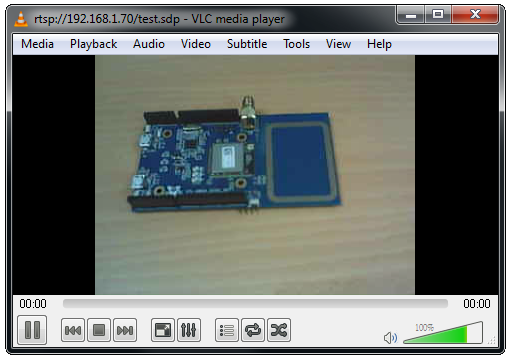 rtsp://192.168.1.70/test.sdp - VLC media player
Media Playback Audio Video Subtitle Tools View Help
00:00 00:00
100%